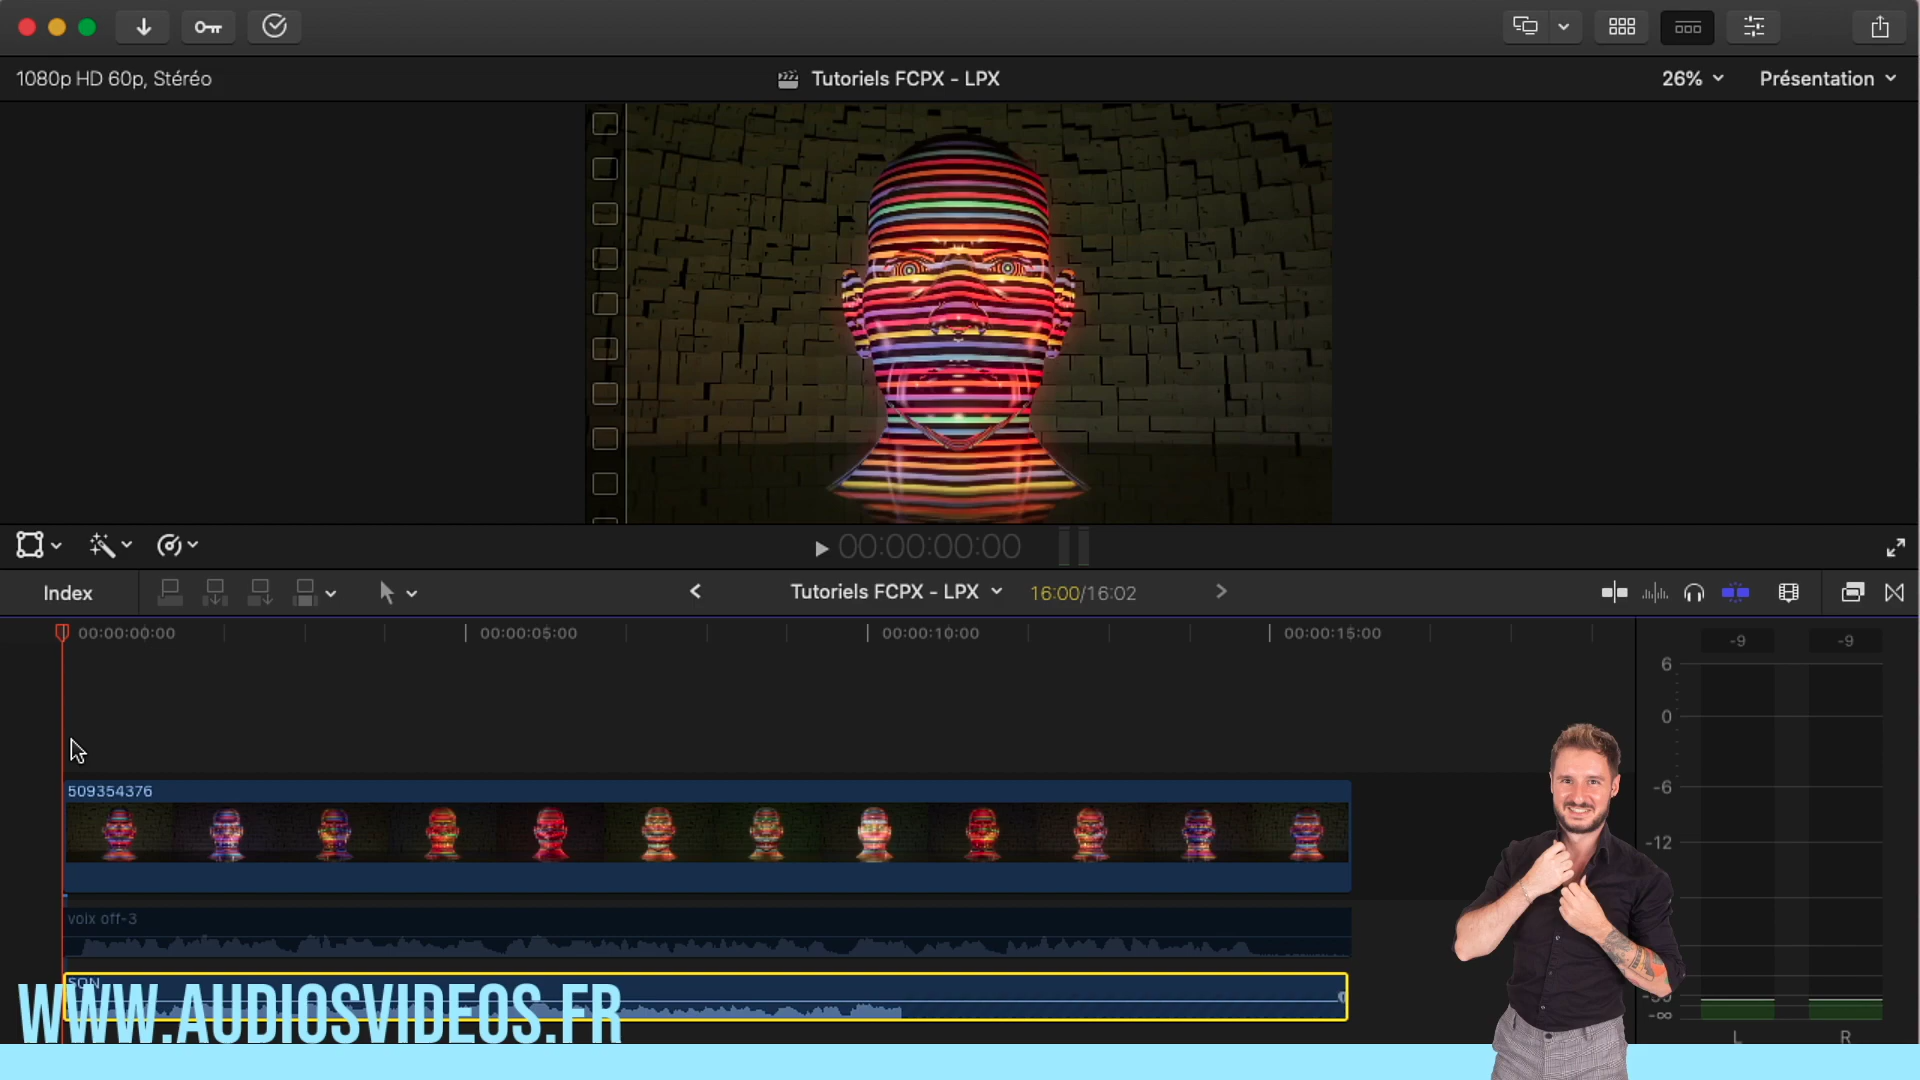 1080p HD 60p, Stéréo
Tutoriels FCPX - LPX
26%
Présentation
00:00:00:00
Index
Tutoriels FCPX - LPX
16:00/16:02
00:00:00:00
00:00:05:00
00:00:10:00
00:00:15:00
-9
-9
6
0
-6
-12
-∞
L
R
509354376
voix off-3
SON
WWW.AUDIOSVIDEOS.FR